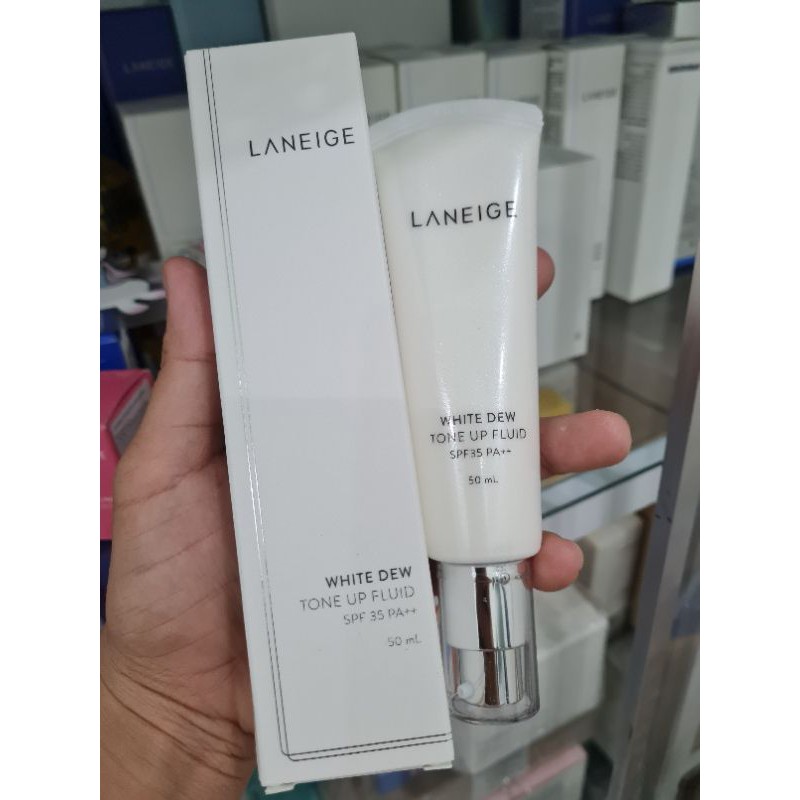 LANEIGE
WHITE DEW
TONE UP FLUID
SPF 35 PA++
50 mL
LANEIGE
WHITE DEW
TONE UP FLUID
SPF35 PA++
50 mL
LANEIGE